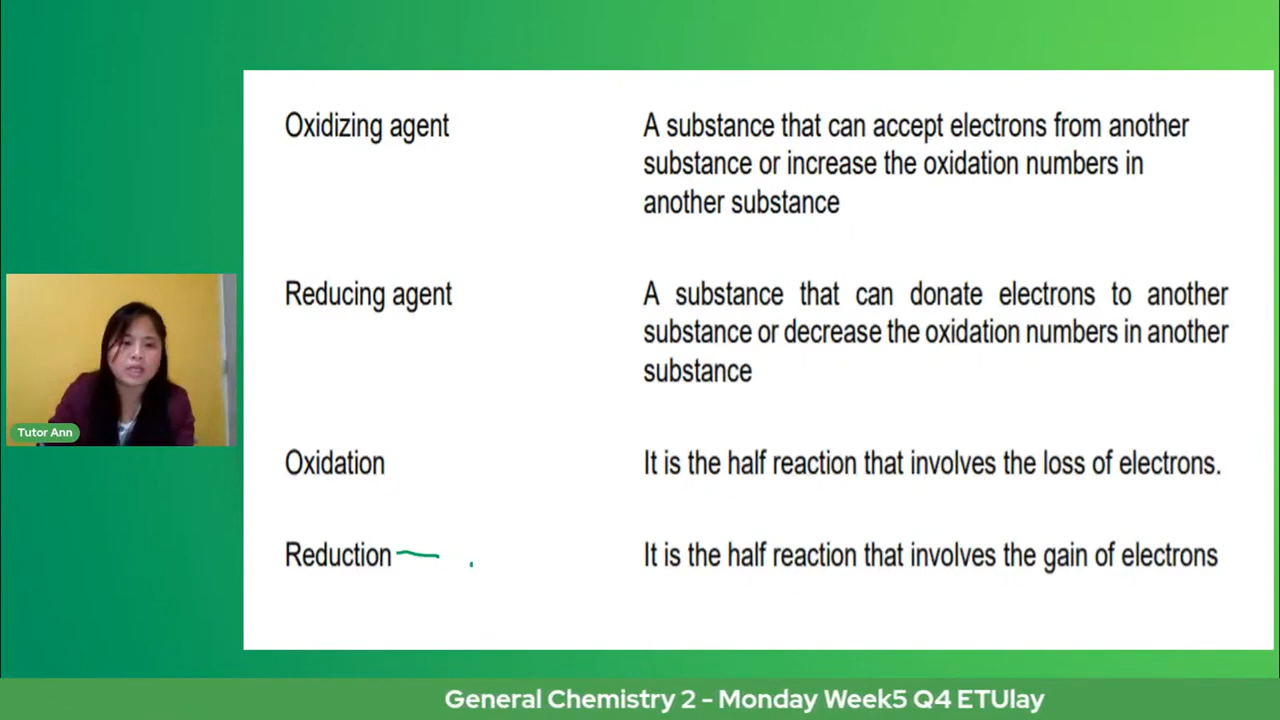 Oxidizing agent
A substance that can accept electrons from another
substance or increase the oxidation numbers in
another substance
Reducing agent
A substance that can donate electrons to another
substance or decrease the oxidation numbers in another
substance
Tutor Ann
Oxidation
It is the half reaction that involves the loss of electrons.
Reduction
It is the half reaction that involves the gain of electrons
General Chemistry 2 - Monday Week5 Q4 ETUlay